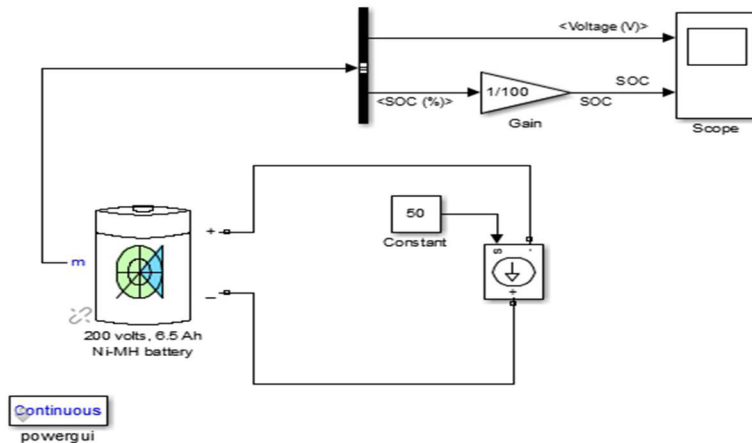 <Voltage (V)>
<SOC (%)>
1/100
SOC
SOC
Gain
Scope
50
Constant
s
-
+
m
+
–
200 volts, 6.5 Ah
Ni-MH battery
Continuous
powergui